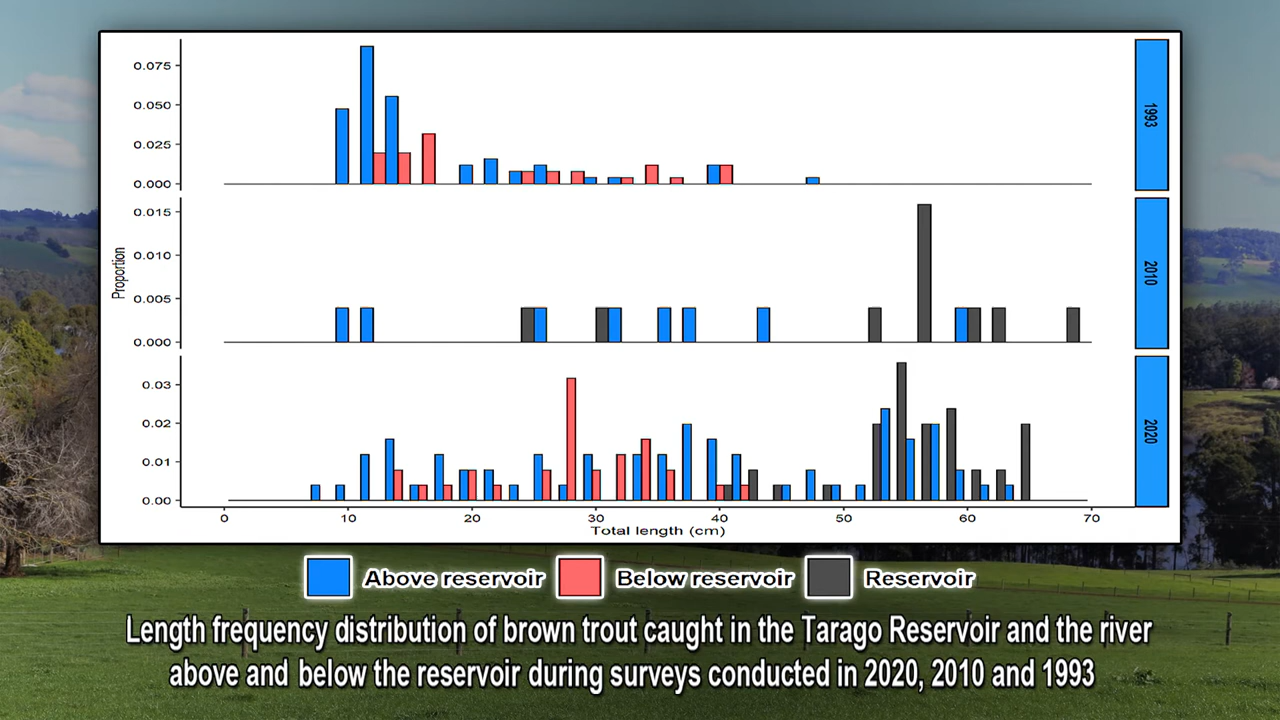 0.075
0.050
0.025
0.000
1993
0.015
0.010
0.005
0.000
2010
Proportion
0.03
0.02
0.01
0.00
2020
0 10 20 30 40 50 60 70
Total length (cm)
Above reservoir Below reservoir Reservoir
Length frequency distribution of brown trout caught in the Tarago Reservoir and the river
above and below the reservoir during surveys conducted in 2020, 2010 and 1993